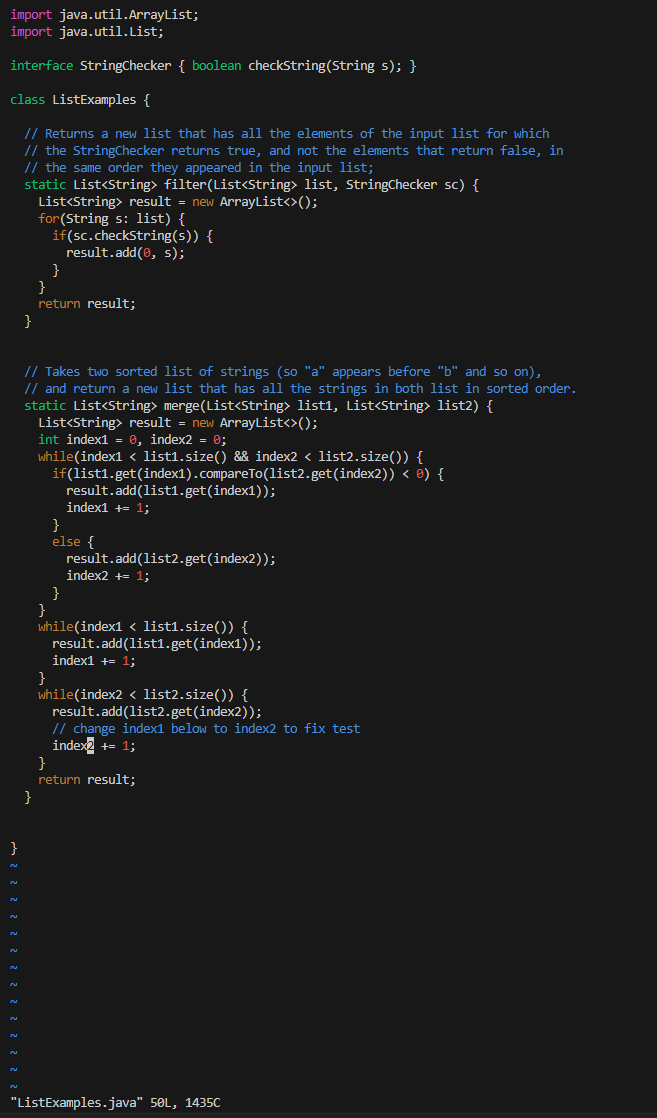 import java.util.ArrayList;
import java.util.List;

interface StringChecker { boolean checkString(String s); }

class ListExamples {

  // Returns a new list that has all the elements of the input list for which
  // the StringChecker returns true, and not the elements that return false, in
  // the same order they appeared in the input list;
  static List<String> filter(List<String> list, StringChecker sc) {
    List<String> result = new ArrayList<>();
    for(String s: list) {
      if(sc.checkString(s)) {
        result.add(0, s);
      }
    }
    return result;
  }


  // Takes two sorted list of strings (so "a" appears before "b" and so on),
  // and return a new list that has all the strings in both list in sorted order.
  static List<String> merge(List<String> list1, List<String> list2) {
    List<String> result = new ArrayList<>();
    int index1 = 0, index2 = 0;
    while(index1 < list1.size() && index2 < list2.size()) {
      if(list1.get(index1).compareTo(list2.get(index2)) < 0) {
        result.add(list1.get(index1));
        index1 += 1;
      }
      else {
        result.add(list2.get(index2));
        index2 += 1;
      }
    }
    while(index1 < list1.size()) {
      result.add(list1.get(index1));
      index1 += 1;
    }
    while(index2 < list2.size()) {
      result.add(list2.get(index2));
      // change index1 below to index2 to fix test
      index2 += 1;
    }
    return result;
  }


}
~
~
~
~
~
~
~
~
~
~
~
~
~
~
"ListExamples.java" 50L, 1435C